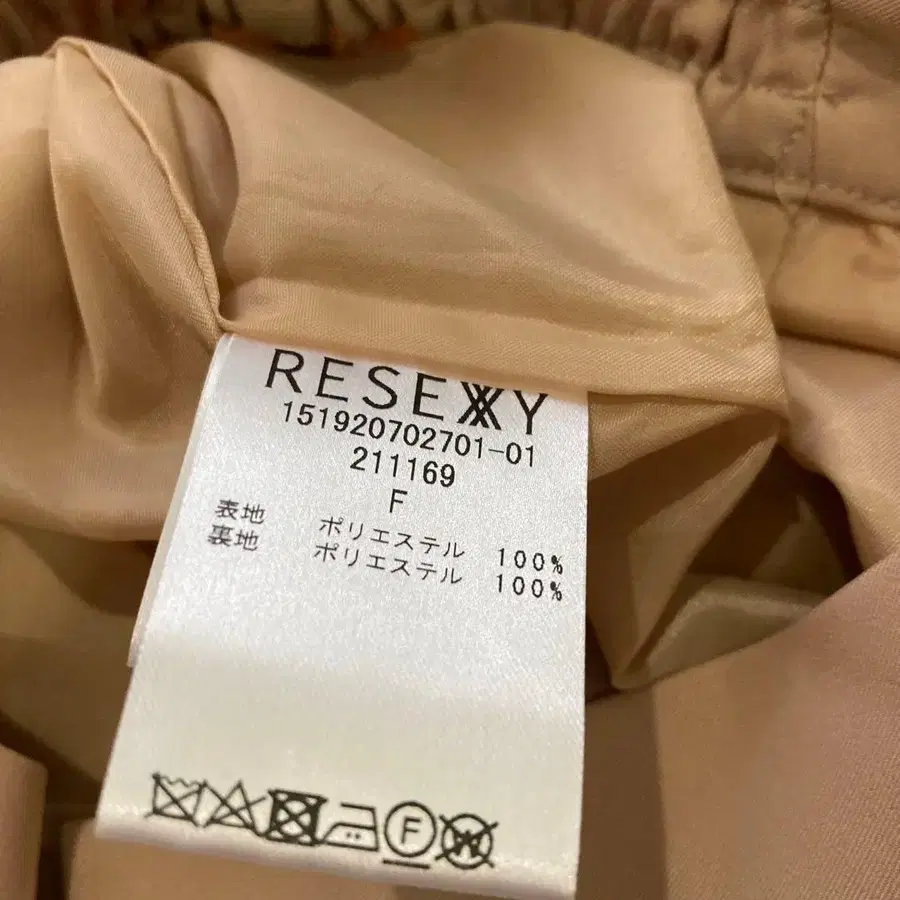 RESEXXY
151920702701-01
211169
F
表地 ポリエステル 100%
裏地 ポリエステル 100%
F
W